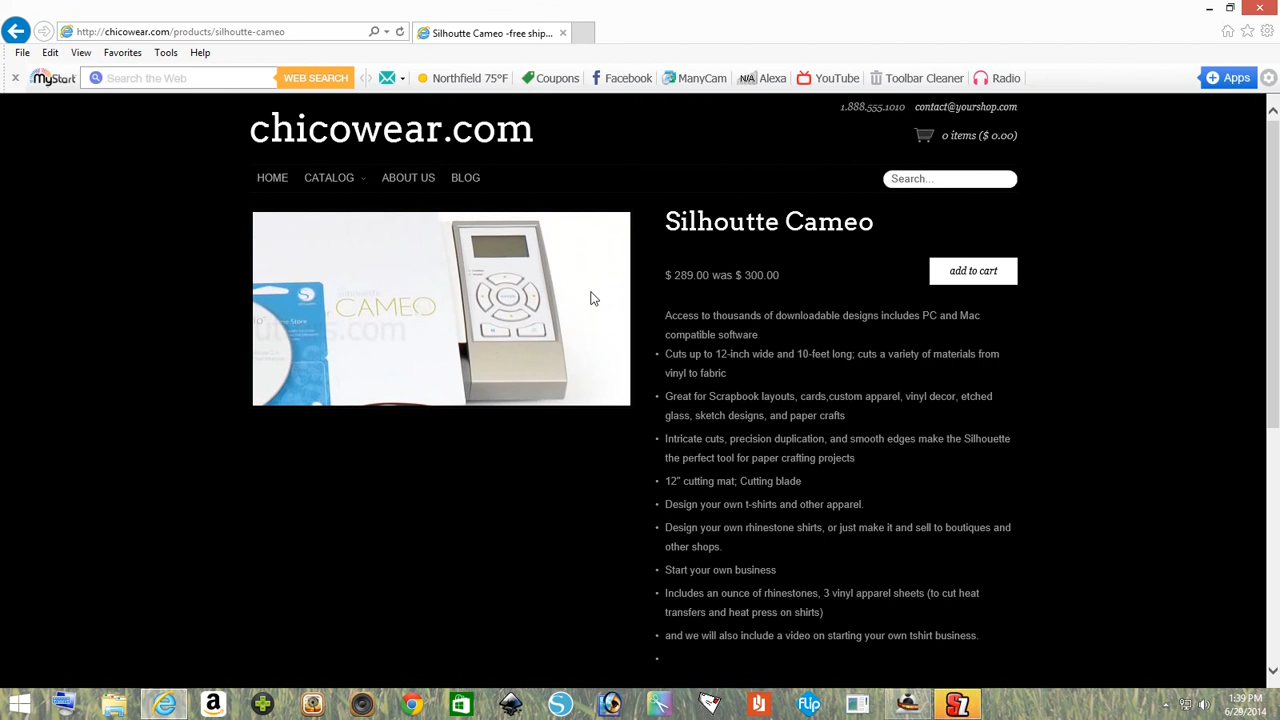 http://chicowear.com/products/silhoutte-cameo
Silhoutte Cameo -free ship...
File Edit View Favorites Tools Help
MyStart Search the Web WEB SEARCH Northfield 75°F Coupons Facebook ManyCam N/A Alexa YouTube Toolbar Cleaner Radio Apps
1.888.555.1010 contact@yourshop.com
chicowear.com
0 items ($ 0.00)
HOME CATALOG ABOUT US BLOG Search...
Silhoutte Cameo
$ 289.00 was $ 300.00
add to cart
CAMEO
Access to thousands of downloadable designs includes PC and Mac
compatible software
• Cuts up to 12-inch wide and 10-feet long; cuts a variety of materials from
vinyl to fabric
• Great for Scrapbook layouts, cards,custom apparel, vinyl decor, etched
glass, sketch designs, and paper crafts
• Intricate cuts, precision duplication, and smooth edges make the Silhouette
the perfect tool for paper crafting projects
• 12" cutting mat; Cutting blade
• Design your own t-shirts and other apparel.
• Design your own rhinestone shirts, or just make it and sell to boutiques and
other shops.
• Start your own business
• Includes an ounce of rhinestones, 3 vinyl apparel sheets (to cut heat
transfers and heat press on shirts)
• and we will also include a video on starting your own tshirt business.
•
flip
1:39 PM
6/29/2014